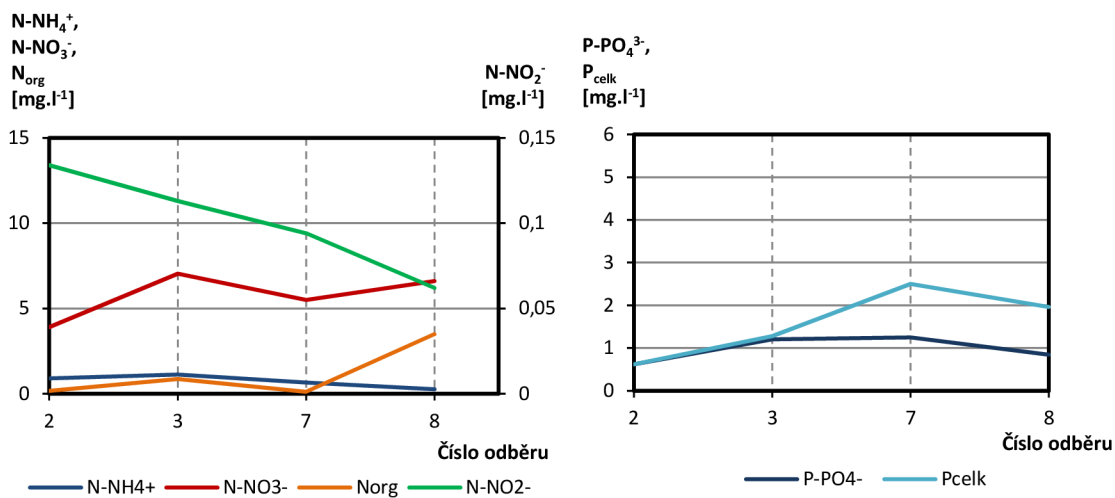 N-NH₄⁺,
N-NO₃⁻,
N_org
[mg.l⁻¹]
N-NO₂⁻
[mg.l⁻¹]
15
10
5
0
0,15
0,1
0,05
0
2 3 7 8
Číslo odběru
N-NH4+ N-NO3- Norg N-NO2-
P-PO₄³⁻,
P_celk
[mg.l⁻¹]
6
5
4
3
2
1
0
2 3 7 8
Číslo odběru
P-PO4- Pcelk